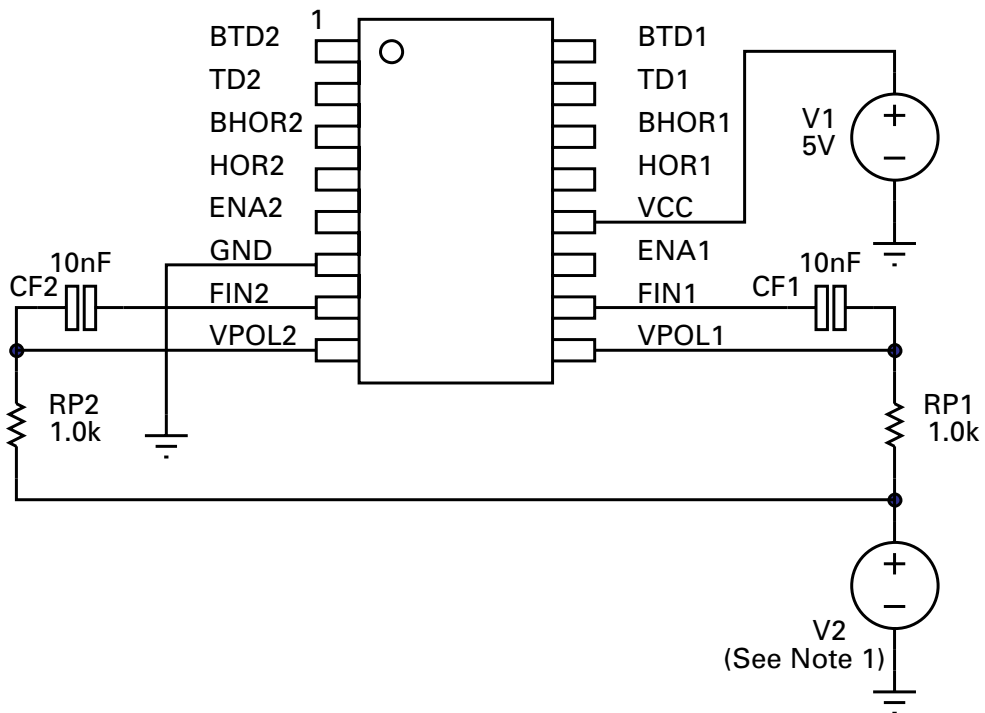 1
BTD2
BTD1
TD2
TD1
V1
5V
BHOR2
BHOR1
HOR2
HOR1
ENA2
VCC
GND
ENA1
10nF
10nF
CF2
CF1
FIN2
FIN1
VPOL2
VPOL1
RP2
1.0k
RP1
1.0k
V2
(See Note 1)